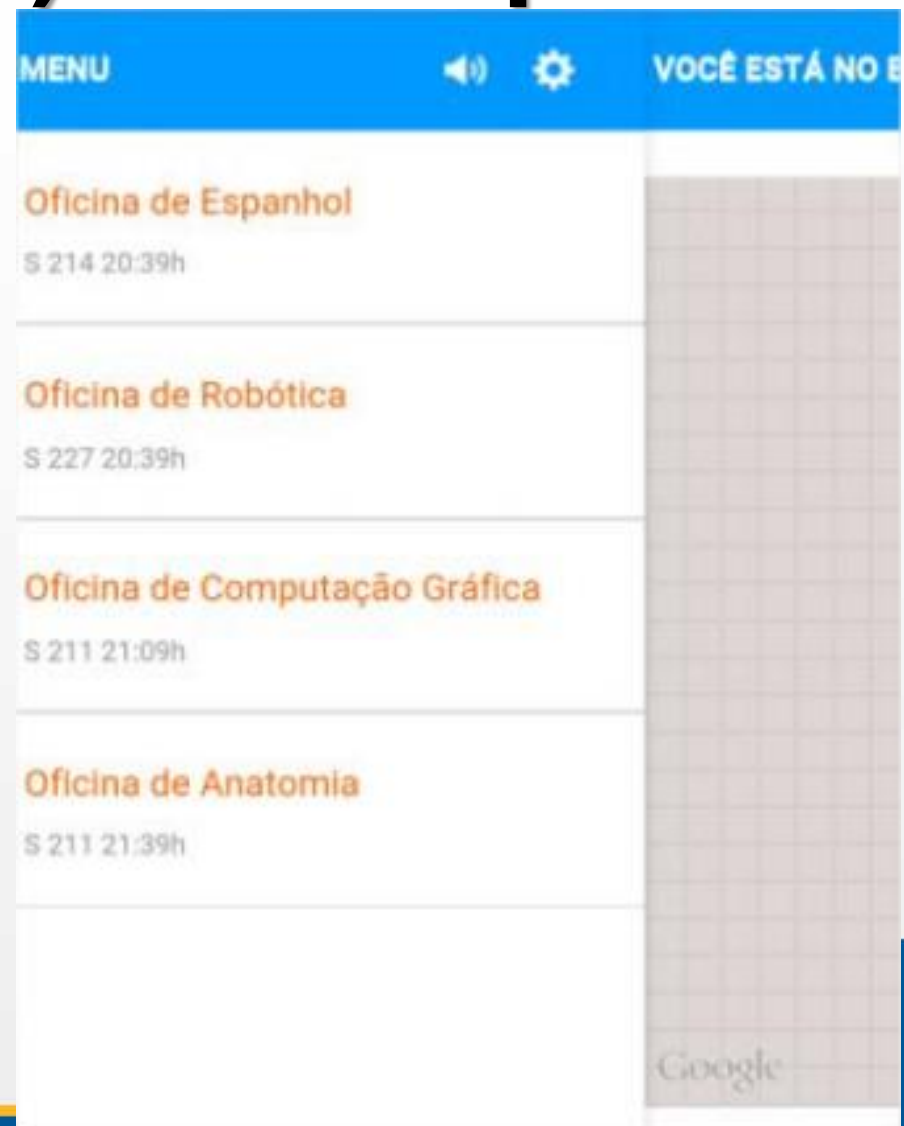 MENU
VOCÊ ESTÁ NO
Oficina de Espanhol
S 214 20:39h
Oficina de Robótica
S 227 20:39h
Oficina de Computação Gráfica
S 211 21:09h
Oficina de Anatomia
S 211 21:39h
Google